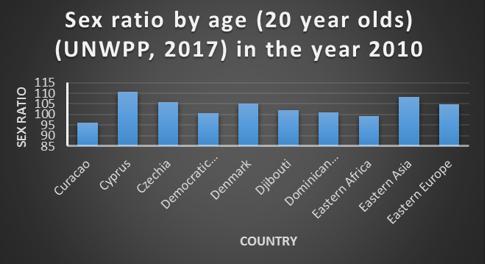 Sex ratio by age (20 year olds)
(UNWPP, 2017) in the year 2010
SEX RATIO
115
110
105
100
95
90
85
Curacao
Cyprus
Czechia
Democratic...
Denmark
Djibouti
Dominican...
Eastern Africa
Eastern Asia
Eastern Europe
COUNTRY